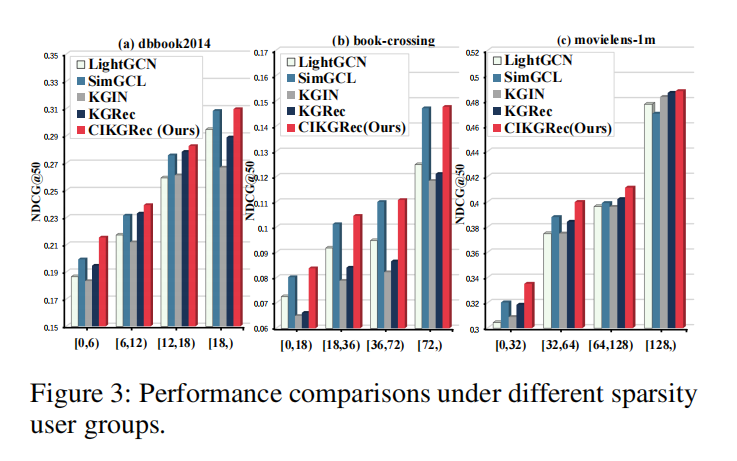 (a) dbbook2014
0.35
0.33
0.31
0.29
0.27
0.25
0.23
0.21
0.19
0.17
0.15
NDCG@50
LightGCN
SimGCL
KGIN
KGRec
CIKGRec (Ours)
[0,6) [6,12) [12,18) [18,)
(b) book-crossing
0.17
0.16
0.15
0.14
0.13
0.12
0.11
0.1
0.09
0.08
0.07
0.06
NDCG@50
LightGCN
SimGCL
KGIN
KGRec
CIKGRec(Ours)
[0,18) [18,36) [36,72) [72,)
(c) movielens-1m
0.52
0.5
0.48
0.46
0.44
0.42
0.4
0.38
0.36
0.34
0.32
0.3
NDCG@50
LightGCN
SimGCL
KGIN
KGRec
CIKGRec(Ours)
[0,32) [32,64) [64,128) [128,)
Figure 3: Performance comparisons under different sparsity
user groups.